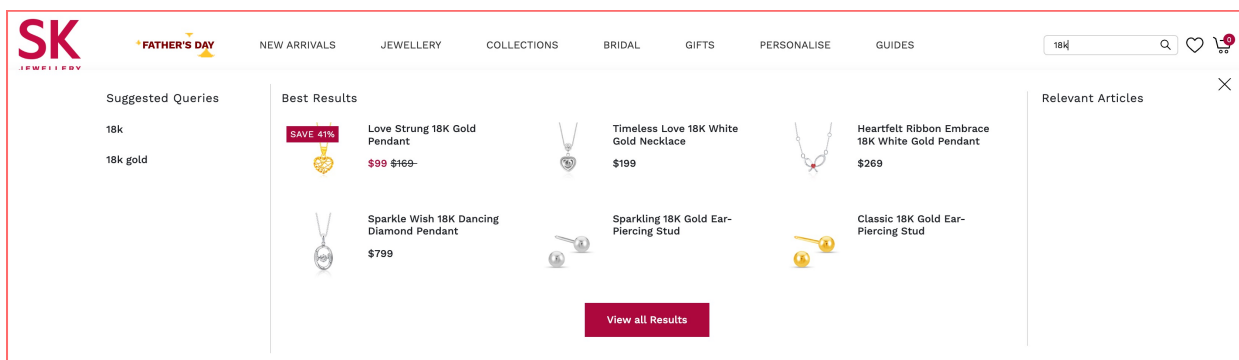 SK
JEWELLERY
FATHER'S DAY
NEW ARRIVALS
JEWELLERY
COLLECTIONS
BRIDAL
GIFTS
PERSONALISE
GUIDES
18k
0
Suggested Queries
18k
18k gold
Best Results
SAVE 41%
Love Strung 18K Gold
Pendant
$99 $169
Timeless Love 18K White
Gold Necklace
$199
Heartfelt Ribbon Embrace
18K White Gold Pendant
$269
Sparkle Wish 18K Dancing
Diamond Pendant
$799
Sparkling 18K Gold Ear-
Piercing Stud
Classic 18K Gold Ear-
Piercing Stud
View all Results
Relevant Articles